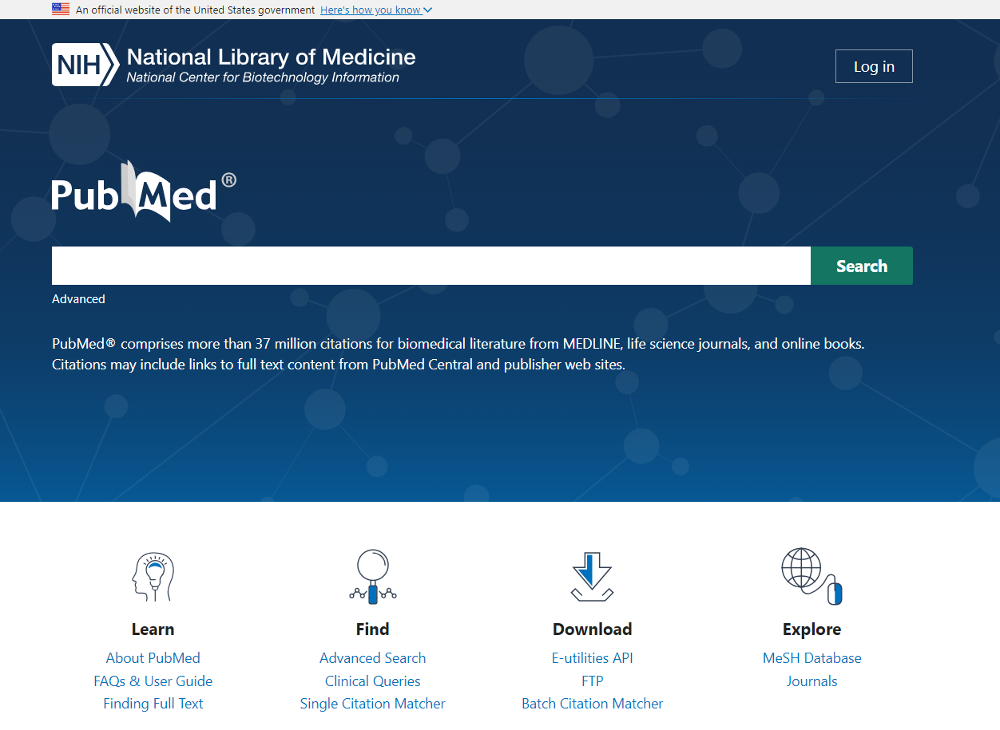 An official website of the United States government Here's how you know
NIH National Library of Medicine
National Center for Biotechnology Information
Log in
PubMed ®
Search
Advanced
PubMed® comprises more than 37 million citations for biomedical literature from MEDLINE, life science journals, and online books.
Citations may include links to full text content from PubMed Central and publisher web sites.
Learn
About PubMed
FAQs & User Guide
Finding Full Text
Find
Advanced Search
Clinical Queries
Single Citation Matcher
Download
E-utilities API
FTP
Batch Citation Matcher
Explore
MeSH Database
Journals